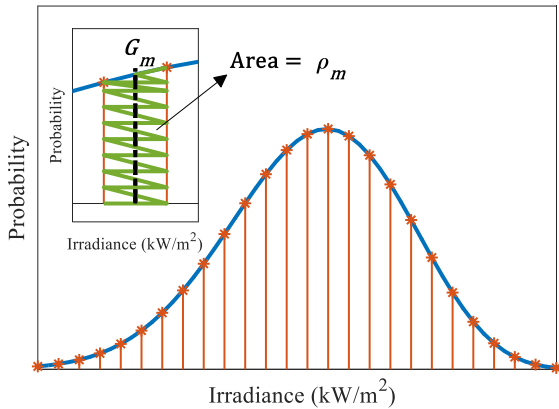 G_m
Area = ρ_m
Probability
Irradiance (kW/m²)
Probability
Irradiance (kW/m²)